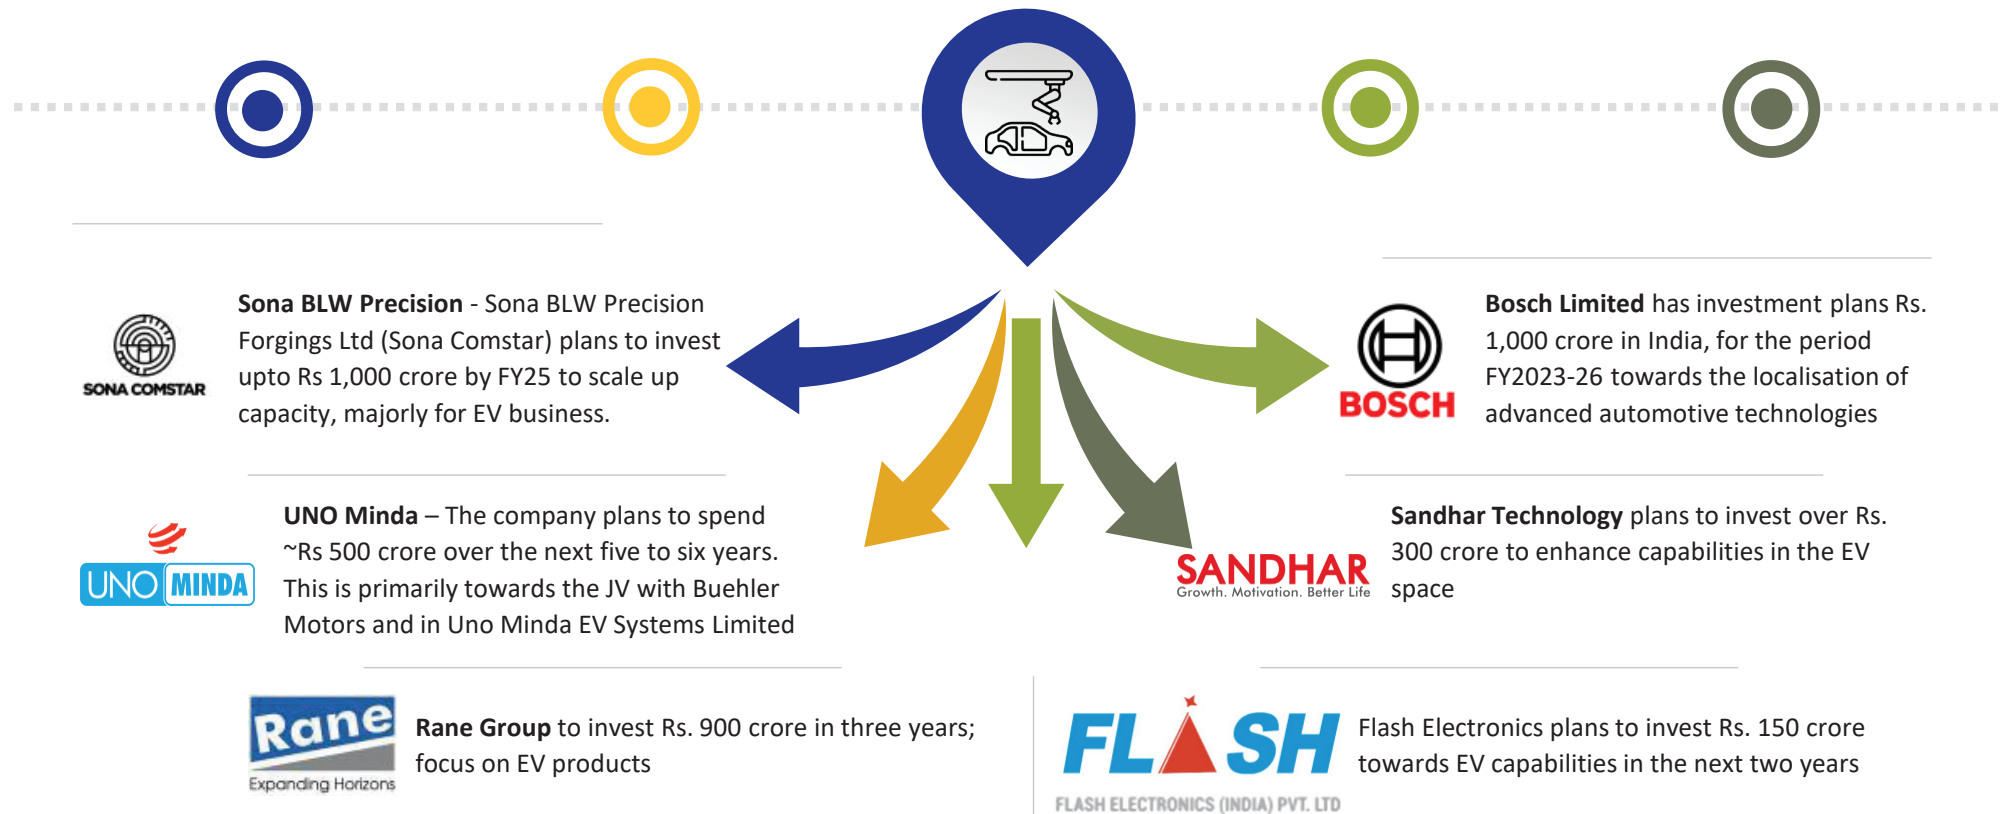 SONA COMSTAR
Sona BLW Precision - Sona BLW Precision
Forgings Ltd (Sona Comstar) plans to invest
upto Rs 1,000 crore by FY25 to scale up
capacity, majorly for EV business.
BOSCH
Bosch Limited has investment plans Rs.
1,000 crore in India, for the period
FY2023-26 towards the localisation of
advanced automotive technologies
UNO MINDA
UNO Minda – The company plans to spend
~Rs 500 crore over the next five to six years.
This is primarily towards the JV with Buehler
Motors and in Uno Minda EV Systems Limited
SANDHAR
Growth. Motivation. Better Life
Sandhar Technology plans to invest over Rs.
300 crore to enhance capabilities in the EV
space
Rane
Expanding Horizons
Rane Group to invest Rs. 900 crore in three years;
focus on EV products
FLASH
FLASH ELECTRONICS (INDIA) PVT. LTD
Flash Electronics plans to invest Rs. 150 crore
towards EV capabilities in the next two years